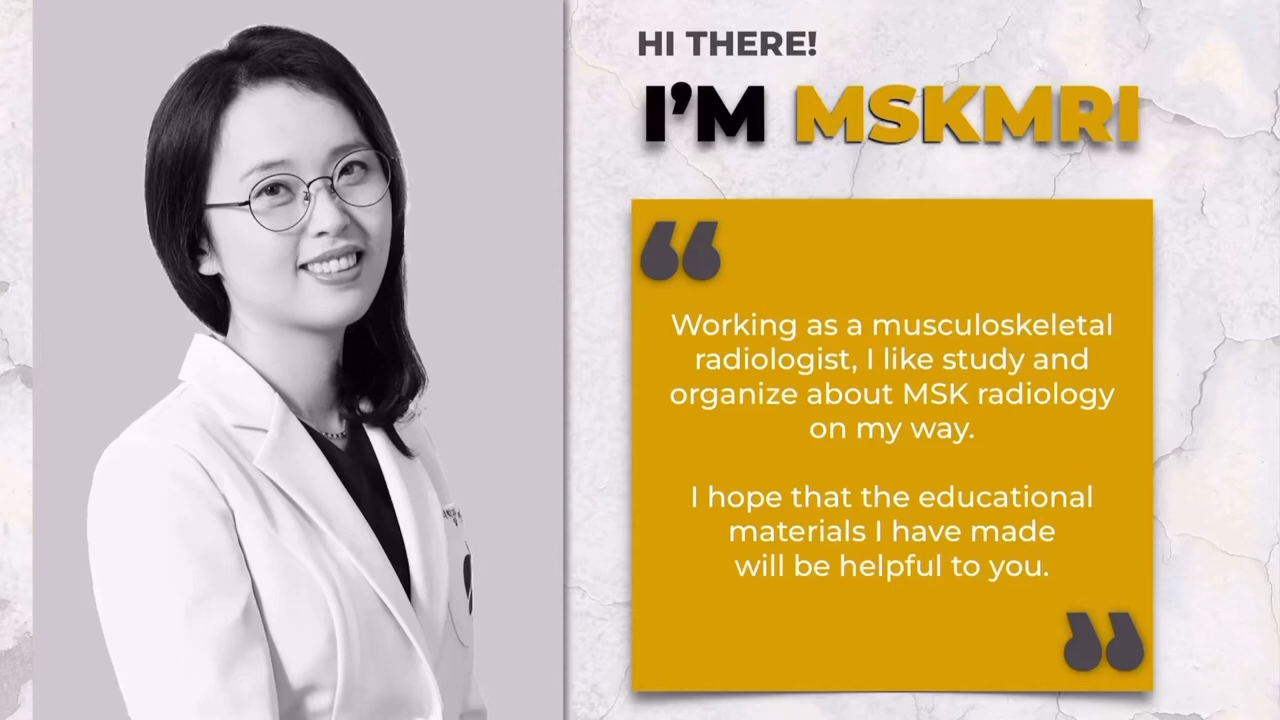 HI THERE!
I'M MSKMRI
“
Working as a musculoskeletal
radiologist, I like study and
organize about MSK radiology
on my way.
I hope that the educational
materials I have made
will be helpful to you.
”